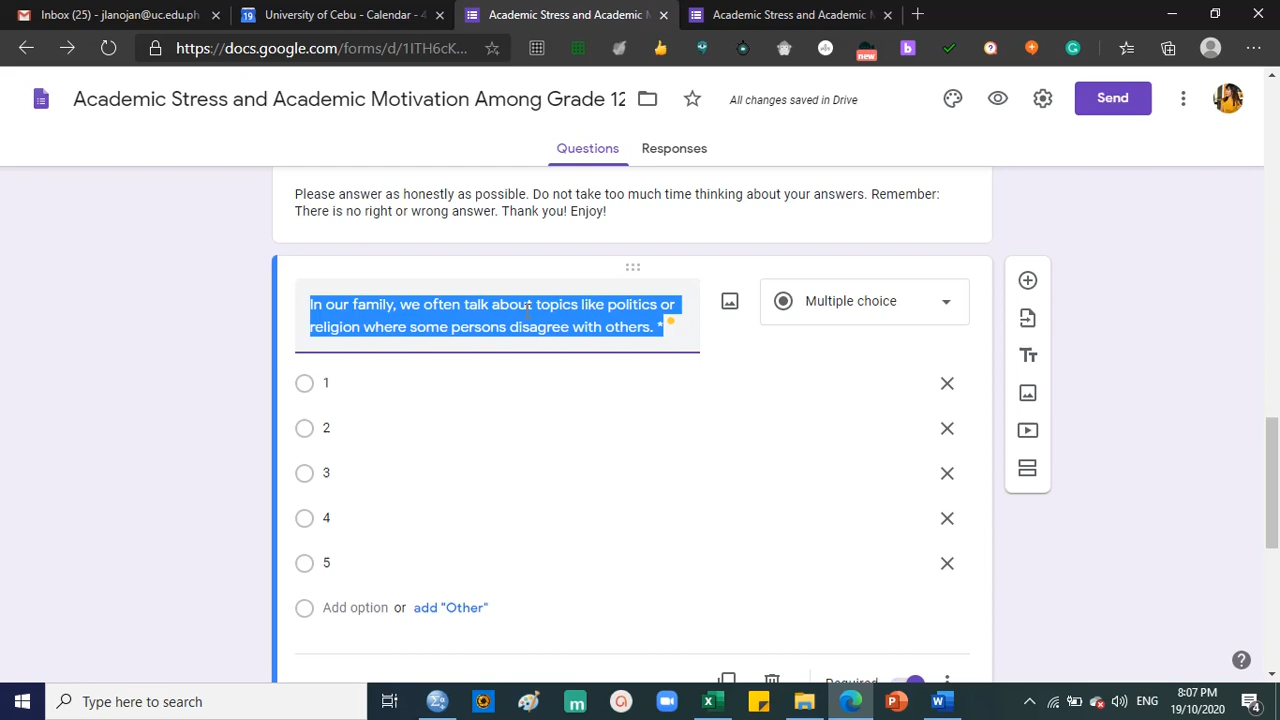 Inbox (25) - jlanojan@uc.edu.p
University of Cebu - Calendar - A
Academic Stress and Academic M
Academic Stress and Academic M
https://docs.google.com/forms/d/1ITH6cK...
new
Academic Stress and Academic Motivation Among Grade 12
All changes saved in Drive
Send
Questions
Responses
Please answer as honestly as possible. Do not take too much time thinking about your answers. Remember:
There is no right or wrong answer. Thank you! Enjoy!
In our family, we often talk about topics like politics or
religion where some persons disagree with others. *
Multiple choice
1
2
3
4
5
Add option or add "Other"
Required
Type here to search
ENG
8:07 PM
19/10/2020
4